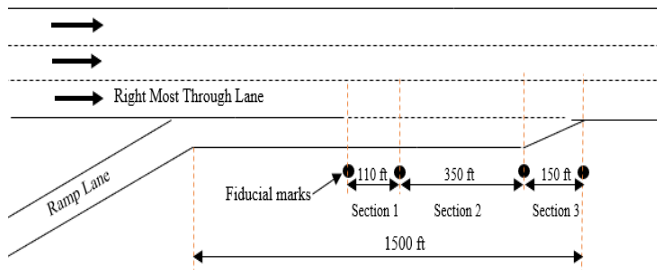 Right Most Through Lane
Ramp Lane
Fiducial marks
110 ft
350 ft
150 ft
Section 1
Section 2
Section 3
1500 ft